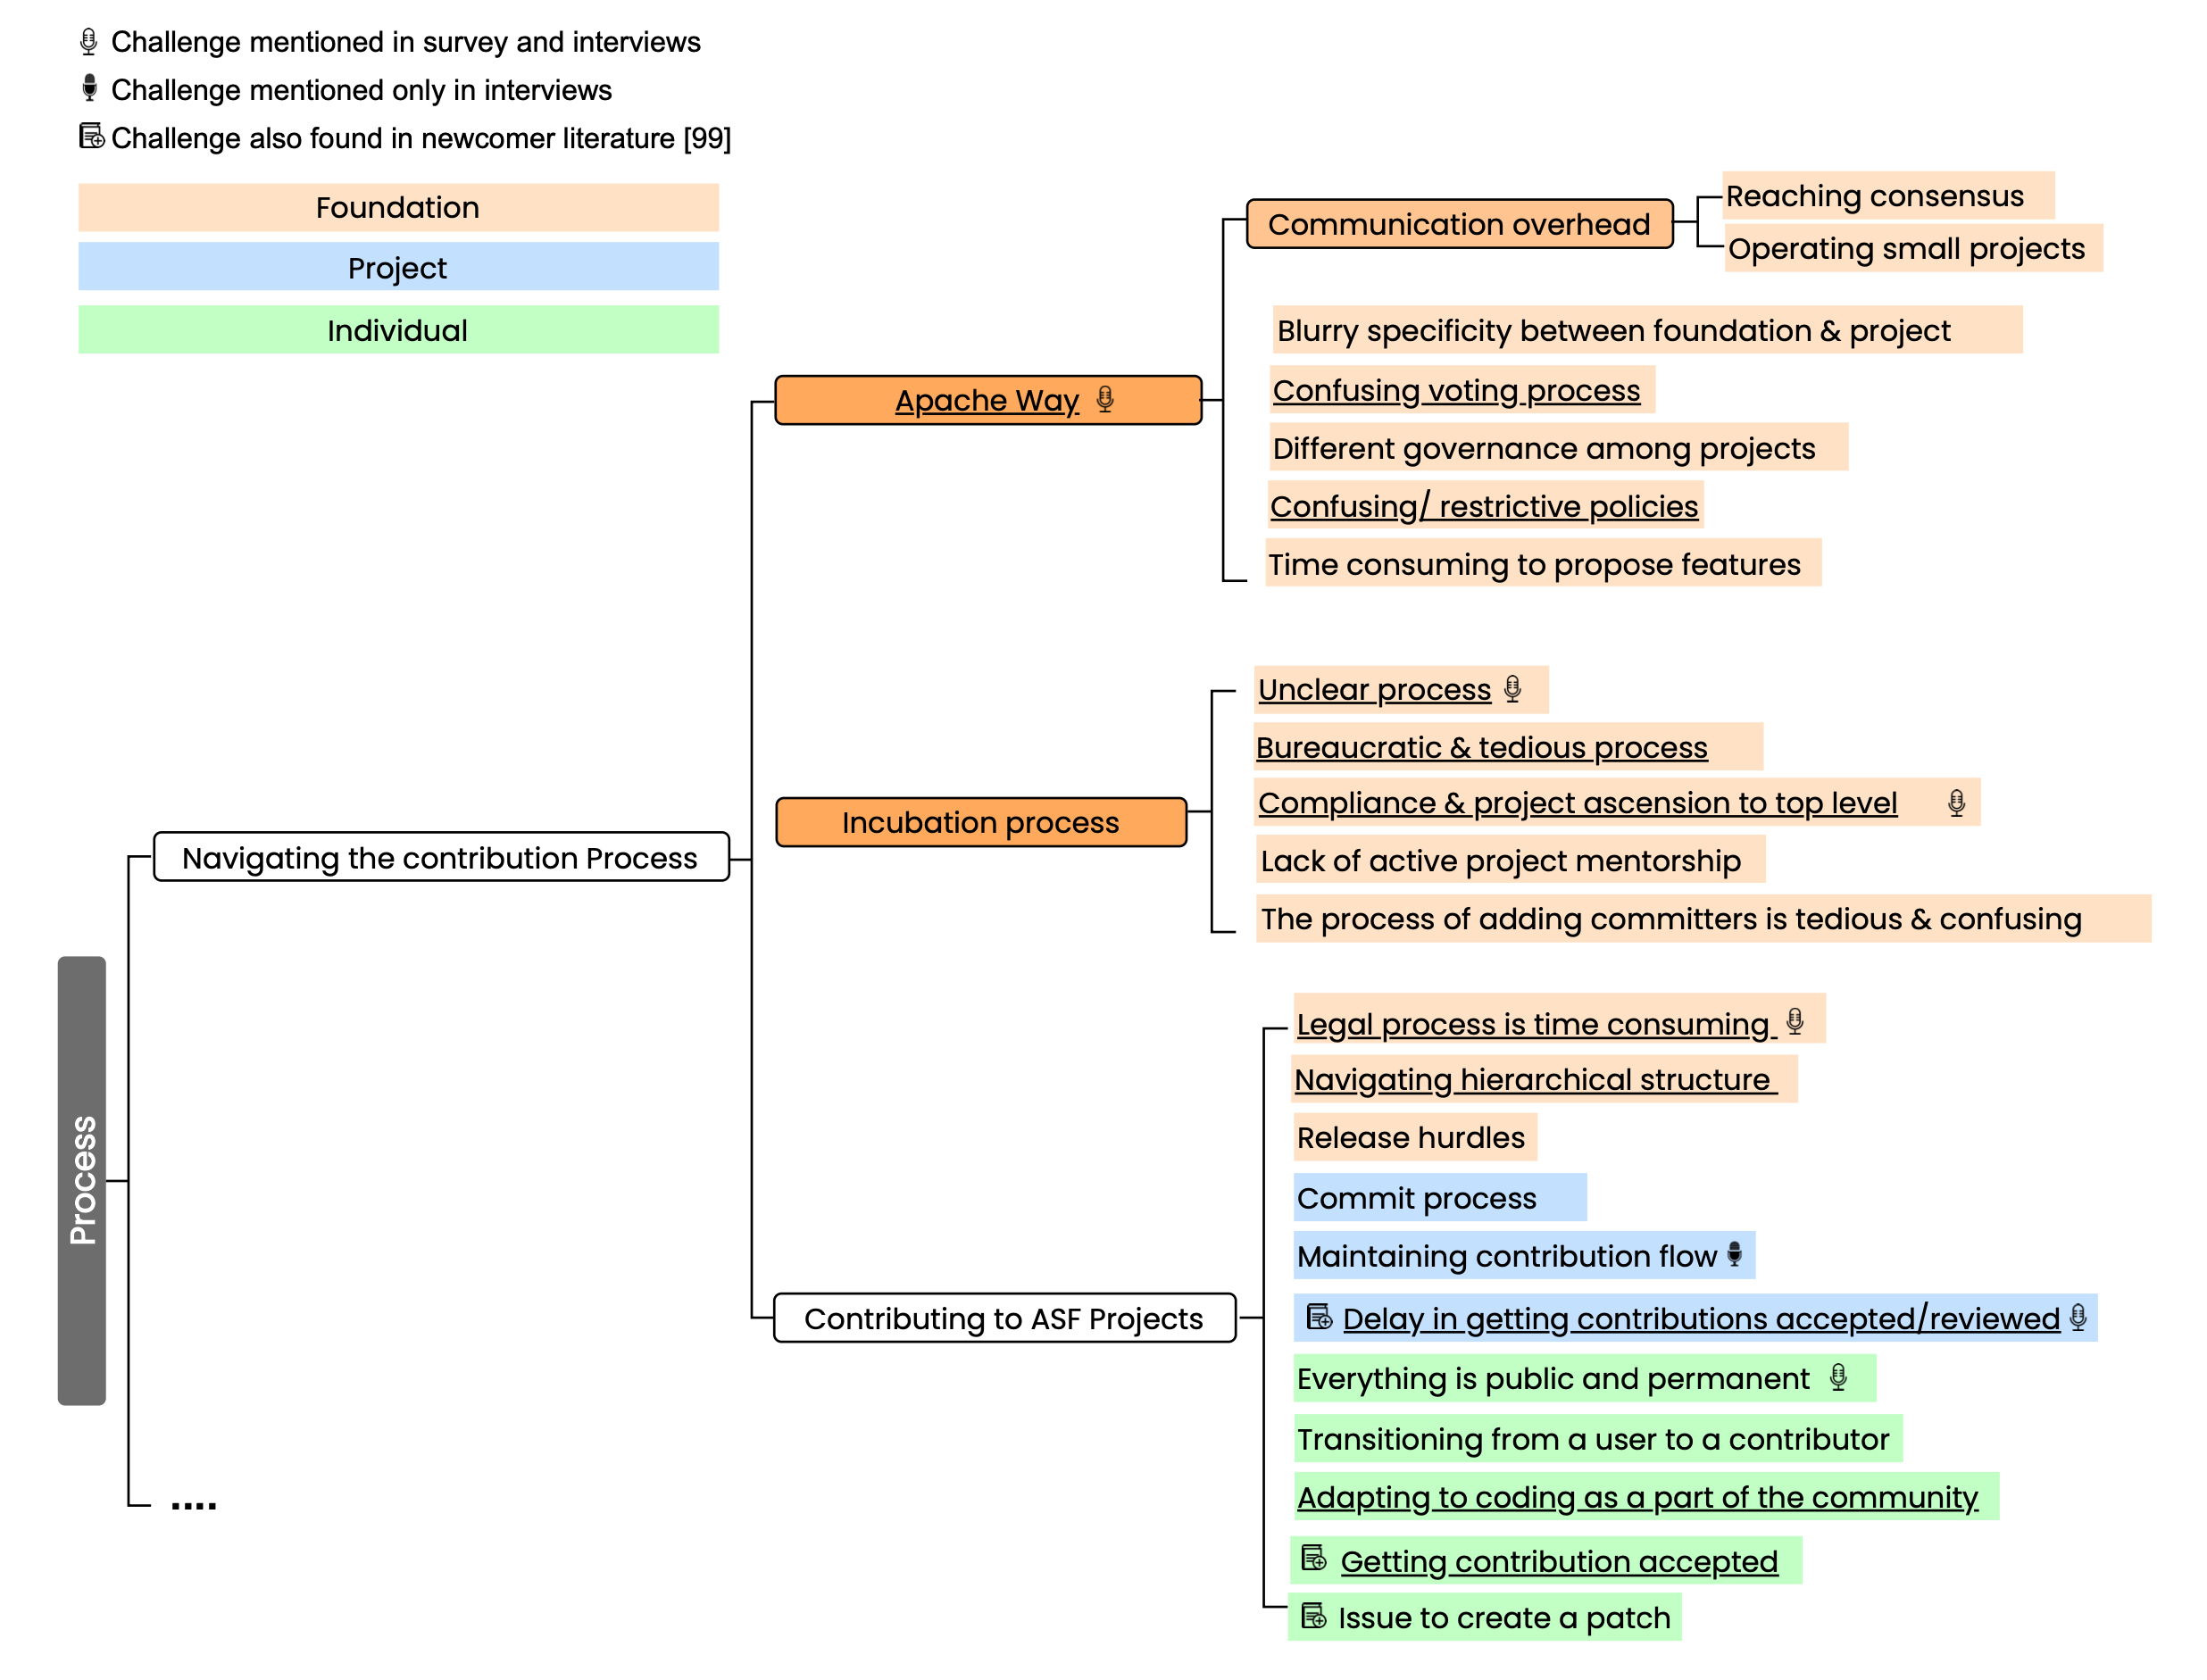 Challenge mentioned in survey and interviews
Challenge mentioned only in interviews
Challenge also found in newcomer literature [99]
Foundation
Project
Individual
Process
Navigating the contribution Process
....
Apache Way
Communication overhead
Reaching consensus
Operating small projects
Blurry specificity between foundation & project
Confusing voting process
Different governance among projects
Confusing/ restrictive policies
Time consuming to propose features
Incubation process
Unclear process
Bureaucratic & tedious process
Compliance & project ascension to top level
Lack of active project mentorship
The process of adding committers is tedious & confusing
Contributing to ASF Projects
Legal process is time consuming
Navigating hierarchical structure
Release hurdles
Commit process
Maintaining contribution flow
Delay in getting contributions accepted/reviewed
Everything is public and permanent
Transitioning from a user to a contributor
Adapting to coding as a part of the community
Getting contribution accepted
Issue to create a patch